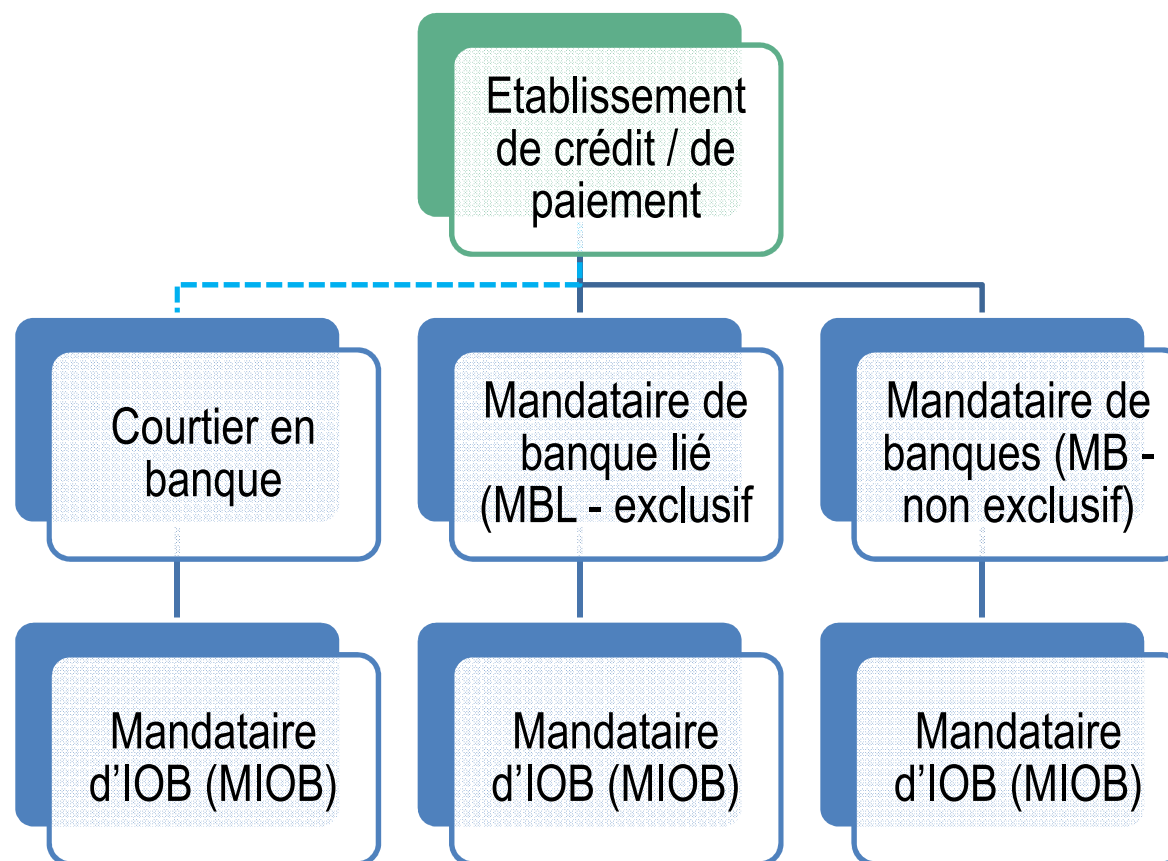 Etablissement
de crédit / de
paiement
Courtier en
banque
Mandataire de
banque lié
(MBL - exclusif
Mandataire de
banques (MB -
non exclusif)
Mandataire
d’IOB (MIOB)
Mandataire
d’IOB (MIOB)
Mandataire
d’IOB (MIOB)